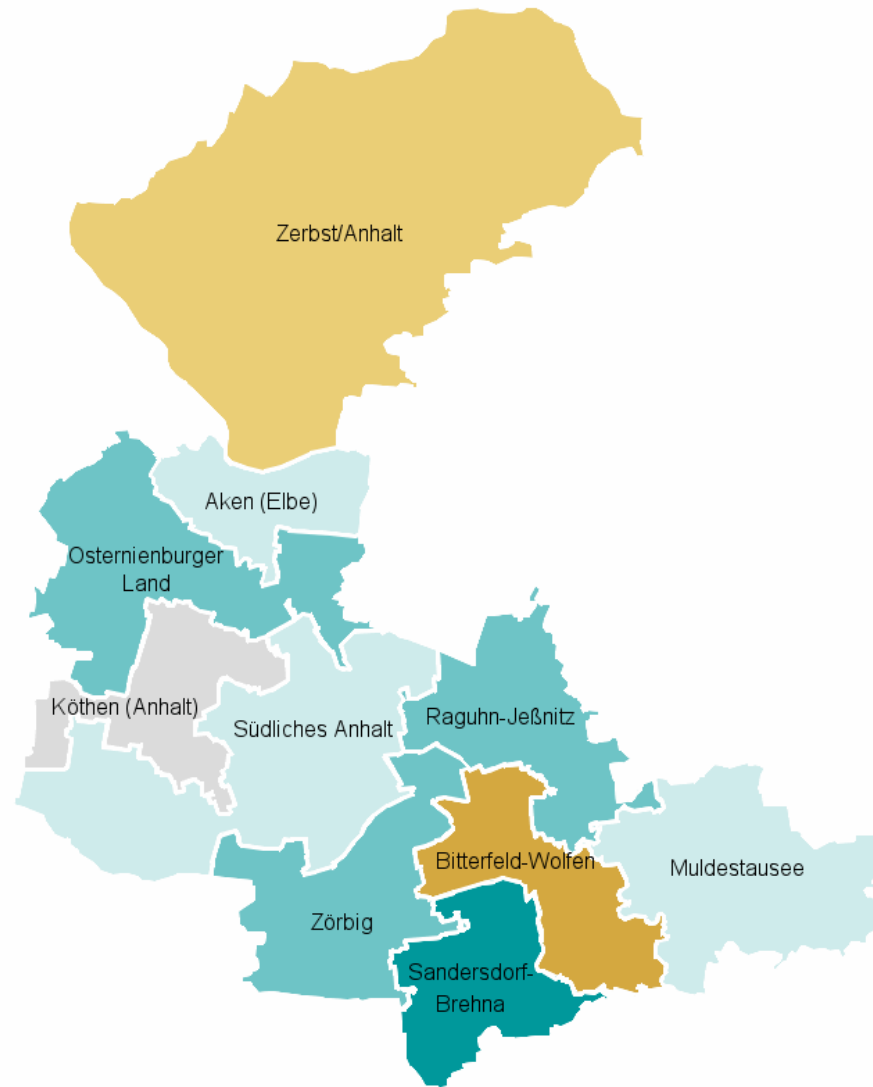 Zerbst/Anhalt
Aken (Elbe)
Osternienburger
Land
Köthen (Anhalt)
Südliches Anhalt
Raguhn-Jeßnitz
Bitterfeld-Wolfen
Muldestausee
Zörbig
Sandersdorf-
Brehna